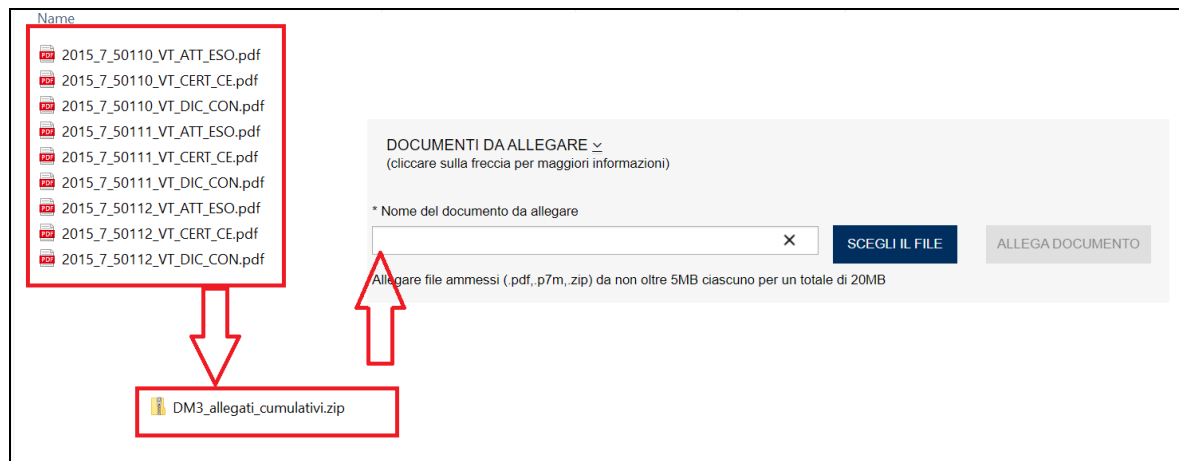 Name
2015_7_50110_VT_ATT_ESO.pdf
2015_7_50110_VT_CERT_CE.pdf
2015_7_50110_VT_DIC_CON.pdf
2015_7_50111_VT_ATT_ESO.pdf
2015_7_50111_VT_CERT_CE.pdf
2015_7_50111_VT_DIC_CON.pdf
2015_7_50112_VT_ATT_ESO.pdf
2015_7_50112_VT_CERT_CE.pdf
2015_7_50112_VT_DIC_CON.pdf
DM3_allegati_cumulativi.zip
DOCUMENTI DA ALLEGARE
(cliccare sulla freccia per maggiori informazioni)
* Nome del documento da allegare
SCEGLI IL FILE
ALLEGA DOCUMENTO
Allegare file ammessi (.pdf,.p7m,.zip) da non oltre 5MB ciascuno per un totale di 20MB